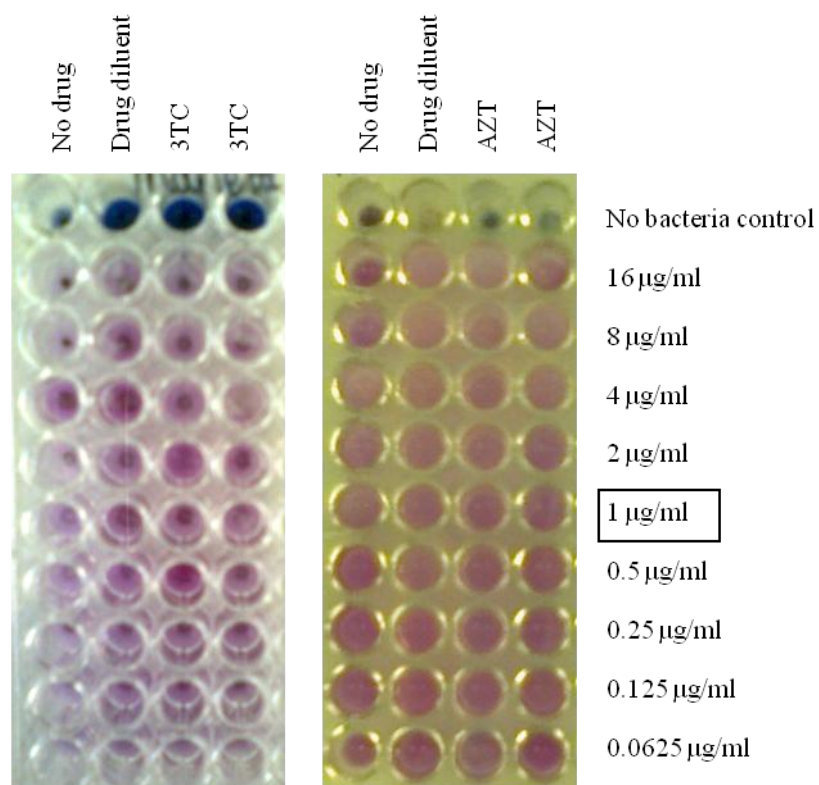 No drug
Drug diluent
3TC
3TC
No drug
Drug diluent
AZT
AZT
No bacteria control
16 µg/ml
8 µg/ml
4 µg/ml
2 µg/ml
1 µg/ml
0.5 µg/ml
0.25 µg/ml
0.125 µg/ml
0.0625 µg/ml